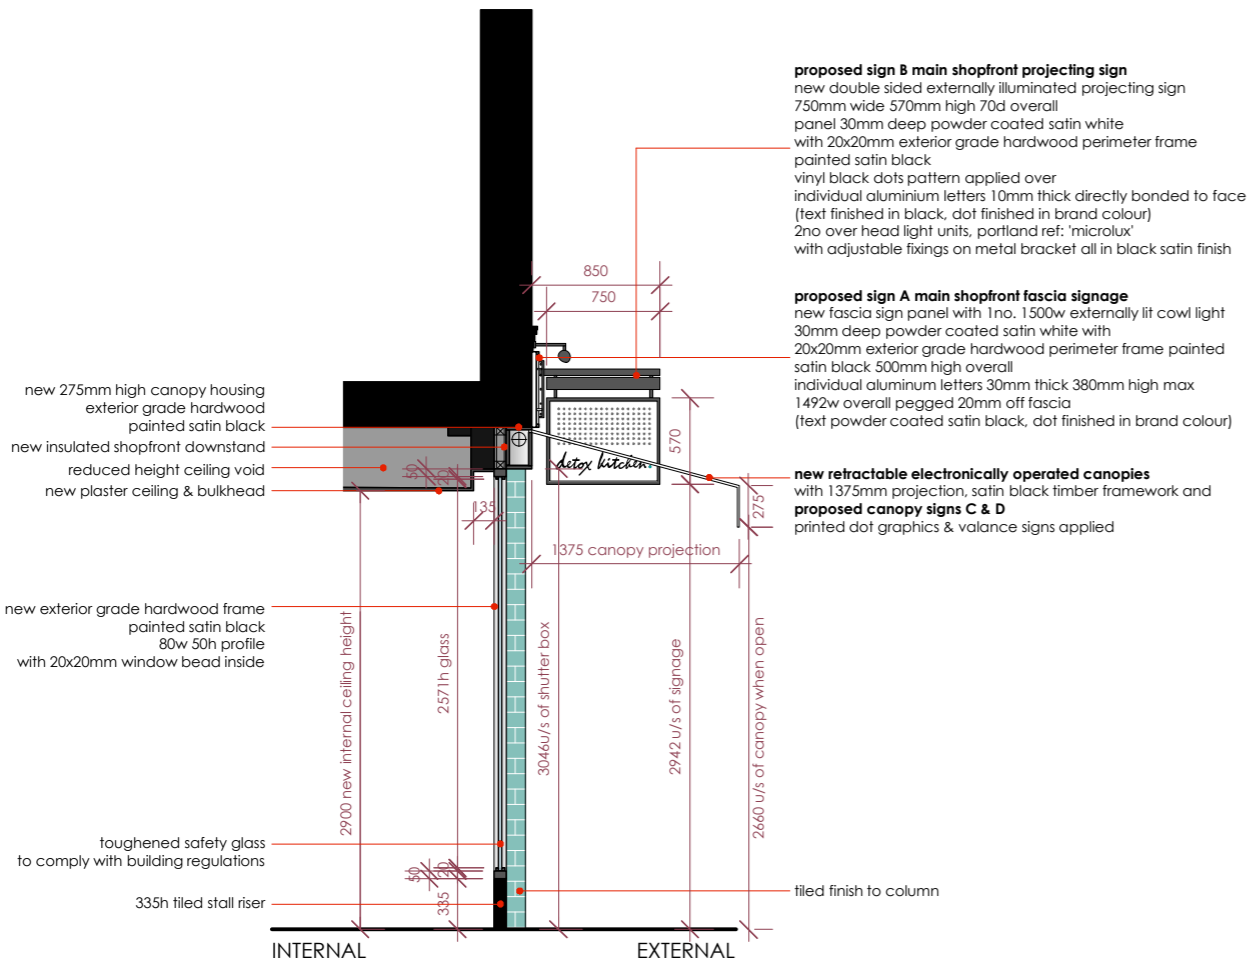 proposed sign B main shopfront projecting sign
new double sided externally illuminated projecting sign
750mm wide 570mm high 70d overall
panel 30mm deep powder coated satin white
with 20x20mm exterior grade hardwood perimeter frame
painted satin black
vinyl black dots pattern applied over
individual aluminium letters 10mm thick directly bonded to face
(text finished in black, dot finished in brand colour)
2no over head light units, portland ref: 'microlux'
with adjustable fixings on metal bracket all in black satin finish
850
750
proposed sign A main shopfront fascia signage
new fascia sign panel with 1no. 1500w externally lit cowl light
30mm deep powder coated satin white with
20x20mm exterior grade hardwood perimeter frame painted
satin black 500mm high overall
individual aluminum letters 30mm thick 380mm high max
1492w overall pegged 20mm off fascia
(text powder coated satin black, dot finished in brand colour)
new 275mm high canopy housing
exterior grade hardwood
painted satin black
new insulated shopfront downstand
reduced height ceiling void
new plaster ceiling & bulkhead
50
20
135
570
detox kitchen.
275
new retractable electronically operated canopies
with 1375mm projection, satin black timber framework and
proposed canopy signs C & D
printed dot graphics & valance signs applied
1375 canopy projection
new exterior grade hardwood frame
painted satin black
80w 50h profile
with 20x20mm window bead inside
2900 new internal ceiling height
2571h glass
3046u/s of shutter box
2942 u/s of signage
2660 u/s of canopy when open
toughened safety glass
to comply with building regulations
50
20
335
335h tiled stall riser
tiled finish to column
INTERNAL
EXTERNAL